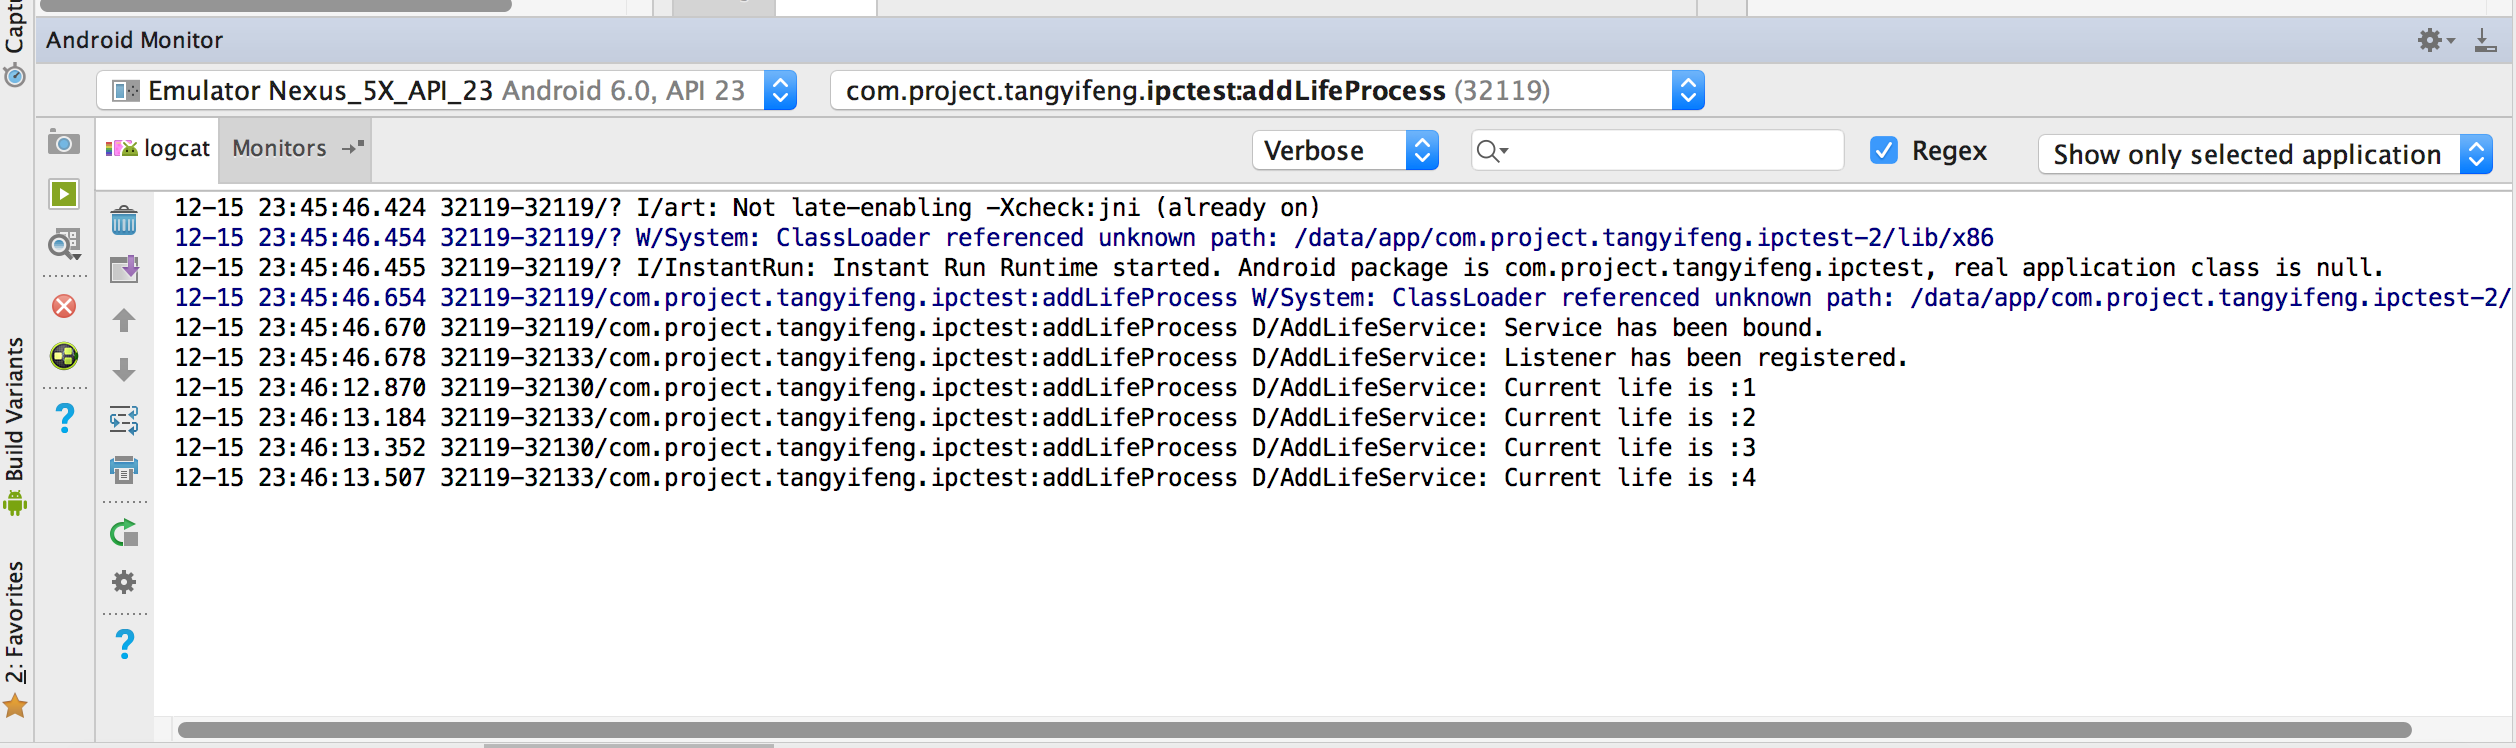 Android Monitor
Emulator Nexus_5X_API_23 Android 6.0, API 23
com.project.tangyifeng.ipctest:addLifeProcess (32119)
logcat
Monitors
Verbose
Regex
Show only selected application
12-15 23:45:46.424 32119-32119/? I/art: Not late-enabling -Xcheck:jni (already on)
12-15 23:45:46.454 32119-32119/? W/System: ClassLoader referenced unknown path: /data/app/com.project.tangyifeng.ipctest-2/lib/x86
12-15 23:45:46.455 32119-32119/? I/InstantRun: Instant Run Runtime started. Android package is com.project.tangyifeng.ipctest, real application class is null.
12-15 23:45:46.654 32119-32119/com.project.tangyifeng.ipctest:addLifeProcess W/System: ClassLoader referenced unknown path: /data/app/com.project.tangyifeng.ipctest-2/
12-15 23:45:46.670 32119-32119/com.project.tangyifeng.ipctest:addLifeProcess D/AddLifeService: Service has been bound.
12-15 23:45:46.678 32119-32133/com.project.tangyifeng.ipctest:addLifeProcess D/AddLifeService: Listener has been registered.
12-15 23:46:12.870 32119-32130/com.project.tangyifeng.ipctest:addLifeProcess D/AddLifeService: Current life is :1
12-15 23:46:13.184 32119-32133/com.project.tangyifeng.ipctest:addLifeProcess D/AddLifeService: Current life is :2
12-15 23:46:13.352 32119-32130/com.project.tangyifeng.ipctest:addLifeProcess D/AddLifeService: Current life is :3
12-15 23:46:13.507 32119-32133/com.project.tangyifeng.ipctest:addLifeProcess D/AddLifeService: Current life is :4
Build Variants
2: Favorites